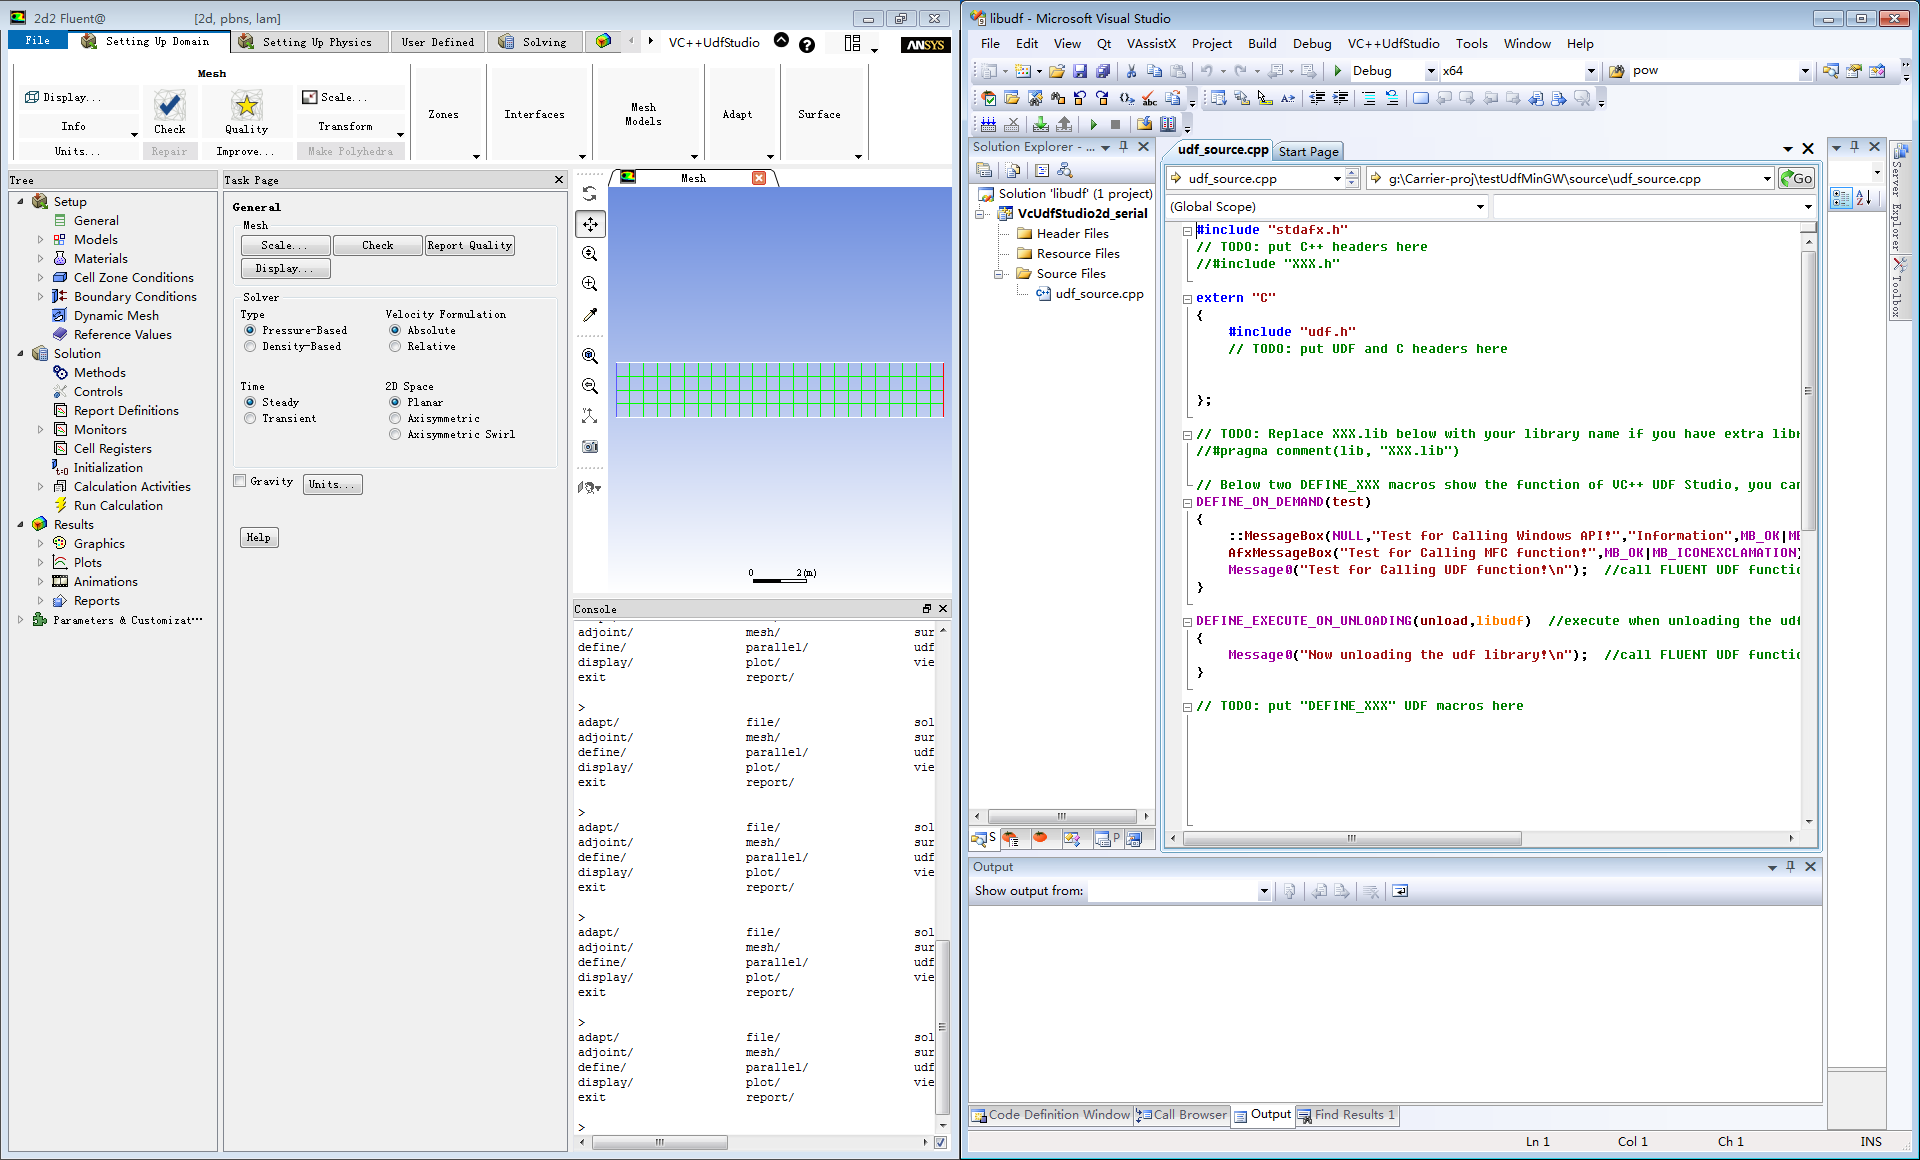 2d2 Fluent@ [2d, pbns, lam]
File Setting Up Domain Setting Up Physics User Defined Solving VC++UdfStudio ANSYS
Mesh
Display... Check Quality Scale...
Info Transform
Units... Repair Improve... Make Polyhedra
Zones Interfaces Mesh Models Adapt Surface
Tree
Setup
General
Models
Materials
Cell Zone Conditions
Boundary Conditions
Dynamic Mesh
Reference Values
Solution
Methods
Controls
Report Definitions
Monitors
Cell Registers
Initialization
Calculation Activities
Run Calculation
Results
Graphics
Plots
Animations
Reports
Parameters & Customizat...
Task Page
General
Mesh
Scale... Check Report Quality
Display...
Solver
Type Velocity Formulation
Pressure-Based Absolute
Density-Based Relative
Time 2D Space
Steady Planar
Transient Axisymmetric
Axisymmetric Swirl
Gravity Units...
Help
Mesh
0 2(m)
Console
adjoint/ mesh/ sur
define/ parallel/ udf
display/ plot/ vie
exit report/
>
adapt/ file/ sol
adjoint/ mesh/ sur
define/ parallel/ udf
display/ plot/ vie
exit report/
>
adapt/ file/ sol
adjoint/ mesh/ sur
define/ parallel/ udf
display/ plot/ vie
exit report/
>
adapt/ file/ sol
adjoint/ mesh/ sur
define/ parallel/ udf
display/ plot/ vie
exit report/
>
adapt/ file/ sol
adjoint/ mesh/ sur
define/ parallel/ udf
display/ plot/ vie
exit report/
>
libudf - Microsoft Visual Studio
File Edit View Qt VAssistX Project Build Debug VC++UdfStudio Tools Window Help
Debug x64 pow
Solution Explorer - ...
Solution 'libudf' (1 project)
VcUdfStudio2d_serial
Header Files
Resource Files
Source Files
udf_source.cpp
udf_source.cpp Start Page
udf_source.cpp g:\Carrier-proj\testUdfMinGW\source\udf_source.cpp Go
(Global Scope)
#include "stdafx.h"
// TODO: put C++ headers here
//#include "XXX.h"
extern "C"
{
#include "udf.h"
// TODO: put UDF and C headers here
};
// TODO: Replace XXX.lib below with your library name if you have extra libr
//#pragma comment(lib, "XXX.lib")
// Below two DEFINE_XXX macros show the function of VC++ UDF Studio, you can
DEFINE_ON_DEMAND(test)
{
::MessageBox(NULL,"Test for Calling Windows API!","Information",MB_OK|MB
AfxMessageBox("Test for Calling MFC function!",MB_OK|MB_ICONEXCLAMATION)
Message0("Test for Calling UDF function!\n"); //call FLUENT UDF functio
}
DEFINE_EXECUTE_ON_UNLOADING(unload,libudf) //execute when unloading the udf
{
Message0("Now unloading the udf library!\n"); //call FLUENT UDF functio
}
// TODO: put "DEFINE_XXX" UDF macros here
S P
Output
Show output from:
Code Definition Window Call Browser Output Find Results 1
Ln 1 Col 1 Ch 1 INS
Server Explorer
Toolbox